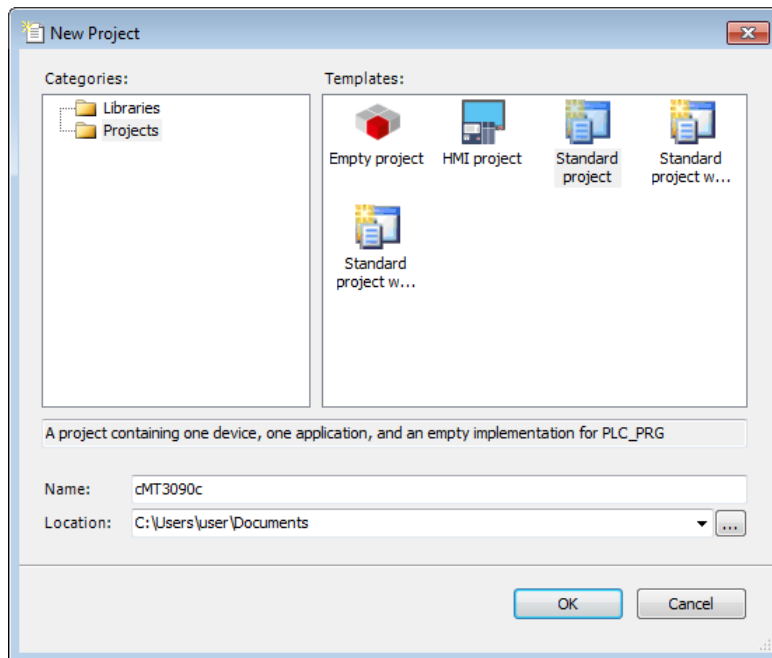 New Project
Categories:
Templates:
Libraries
Projects
Empty project
HMI project
Standard
project
Standard
project w...
Standard
project w...
A project containing one device, one application, and an empty implementation for PLC_PRG
Name:
cMT3090c
Location:
C:\Users\user\Documents
...
OK
Cancel